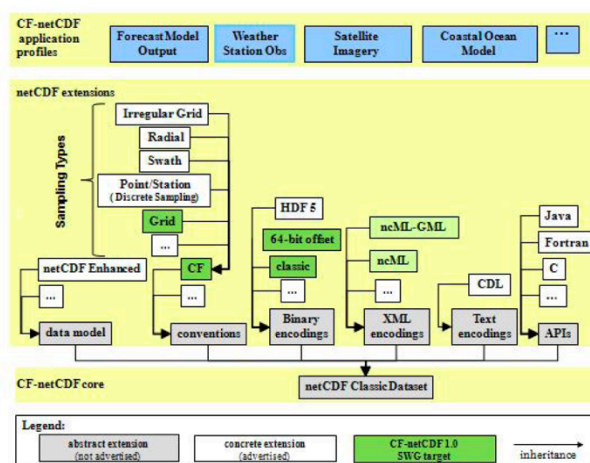 CF-netCDF
application
profiles
Forecast Model
Output
Weather
Station Obs
Satellite
Imagery
Coastal Ocean
Model
...
netCDF extensions
Sampling Types
Irregular Grid
Radial
Swath
Point/Station
( Discrete Sampling)
Grid
...
netCDF Enhanced
...
data model
CF
...
conventions
HDF 5
64-bit offset
classic
...
Binary
encodings
ncML-GML
ncML
...
XML
encodings
CDL
Text
encodings
Java
Fortran
C
...
APIs
CF-netCDF core
netCDF Classic Dataset
Legend:
abstract extension
(not advertised)
concrete extension
(advertised)
CF-netCDF 1.0
SWG target
inheritance